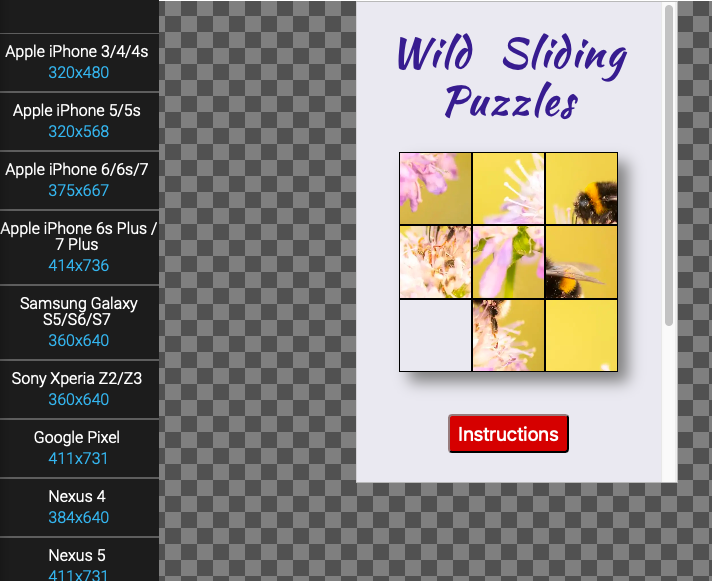 Apple iPhone 3/4/4s
320x480
Apple iPhone 5/5s
320x568
Apple iPhone 6/6s/7
375x667
Apple iPhone 6s Plus /
7 Plus
414x736
Samsung Galaxy
S5/S6/S7
360x640
Sony Xperia Z2/Z3
360x640
Google Pixel
411x731
Nexus 4
384x640
Nexus 5
411x731
Wild Sliding
Puzzles
Instructions